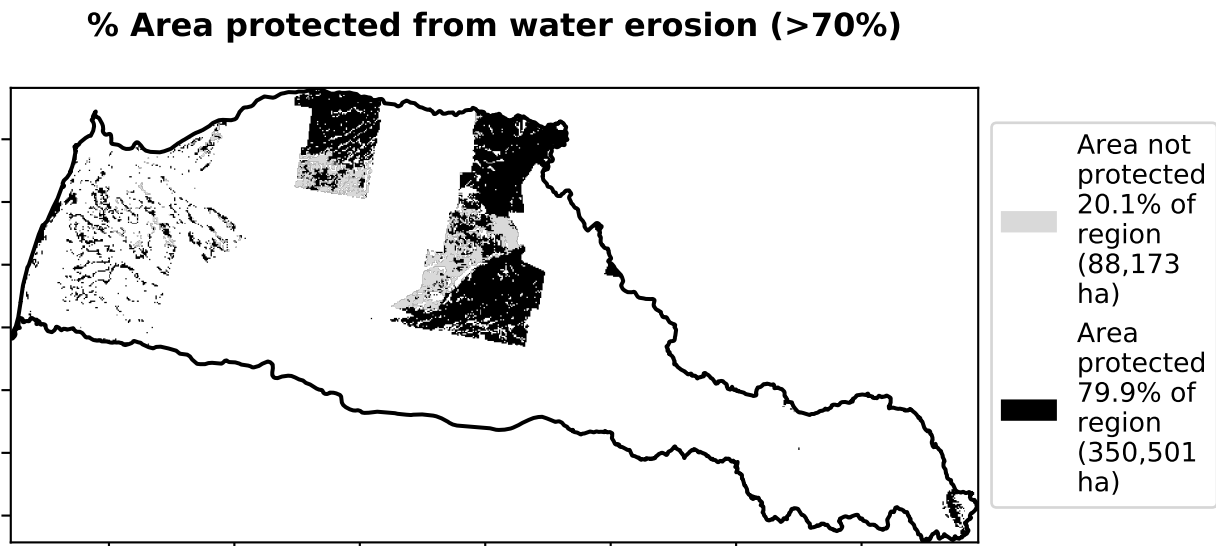 % Area protected from water erosion (>70%)
Area not
protected
20.1% of
region
(88,173
ha)
Area
protected
79.9% of
region
(350,501
ha)